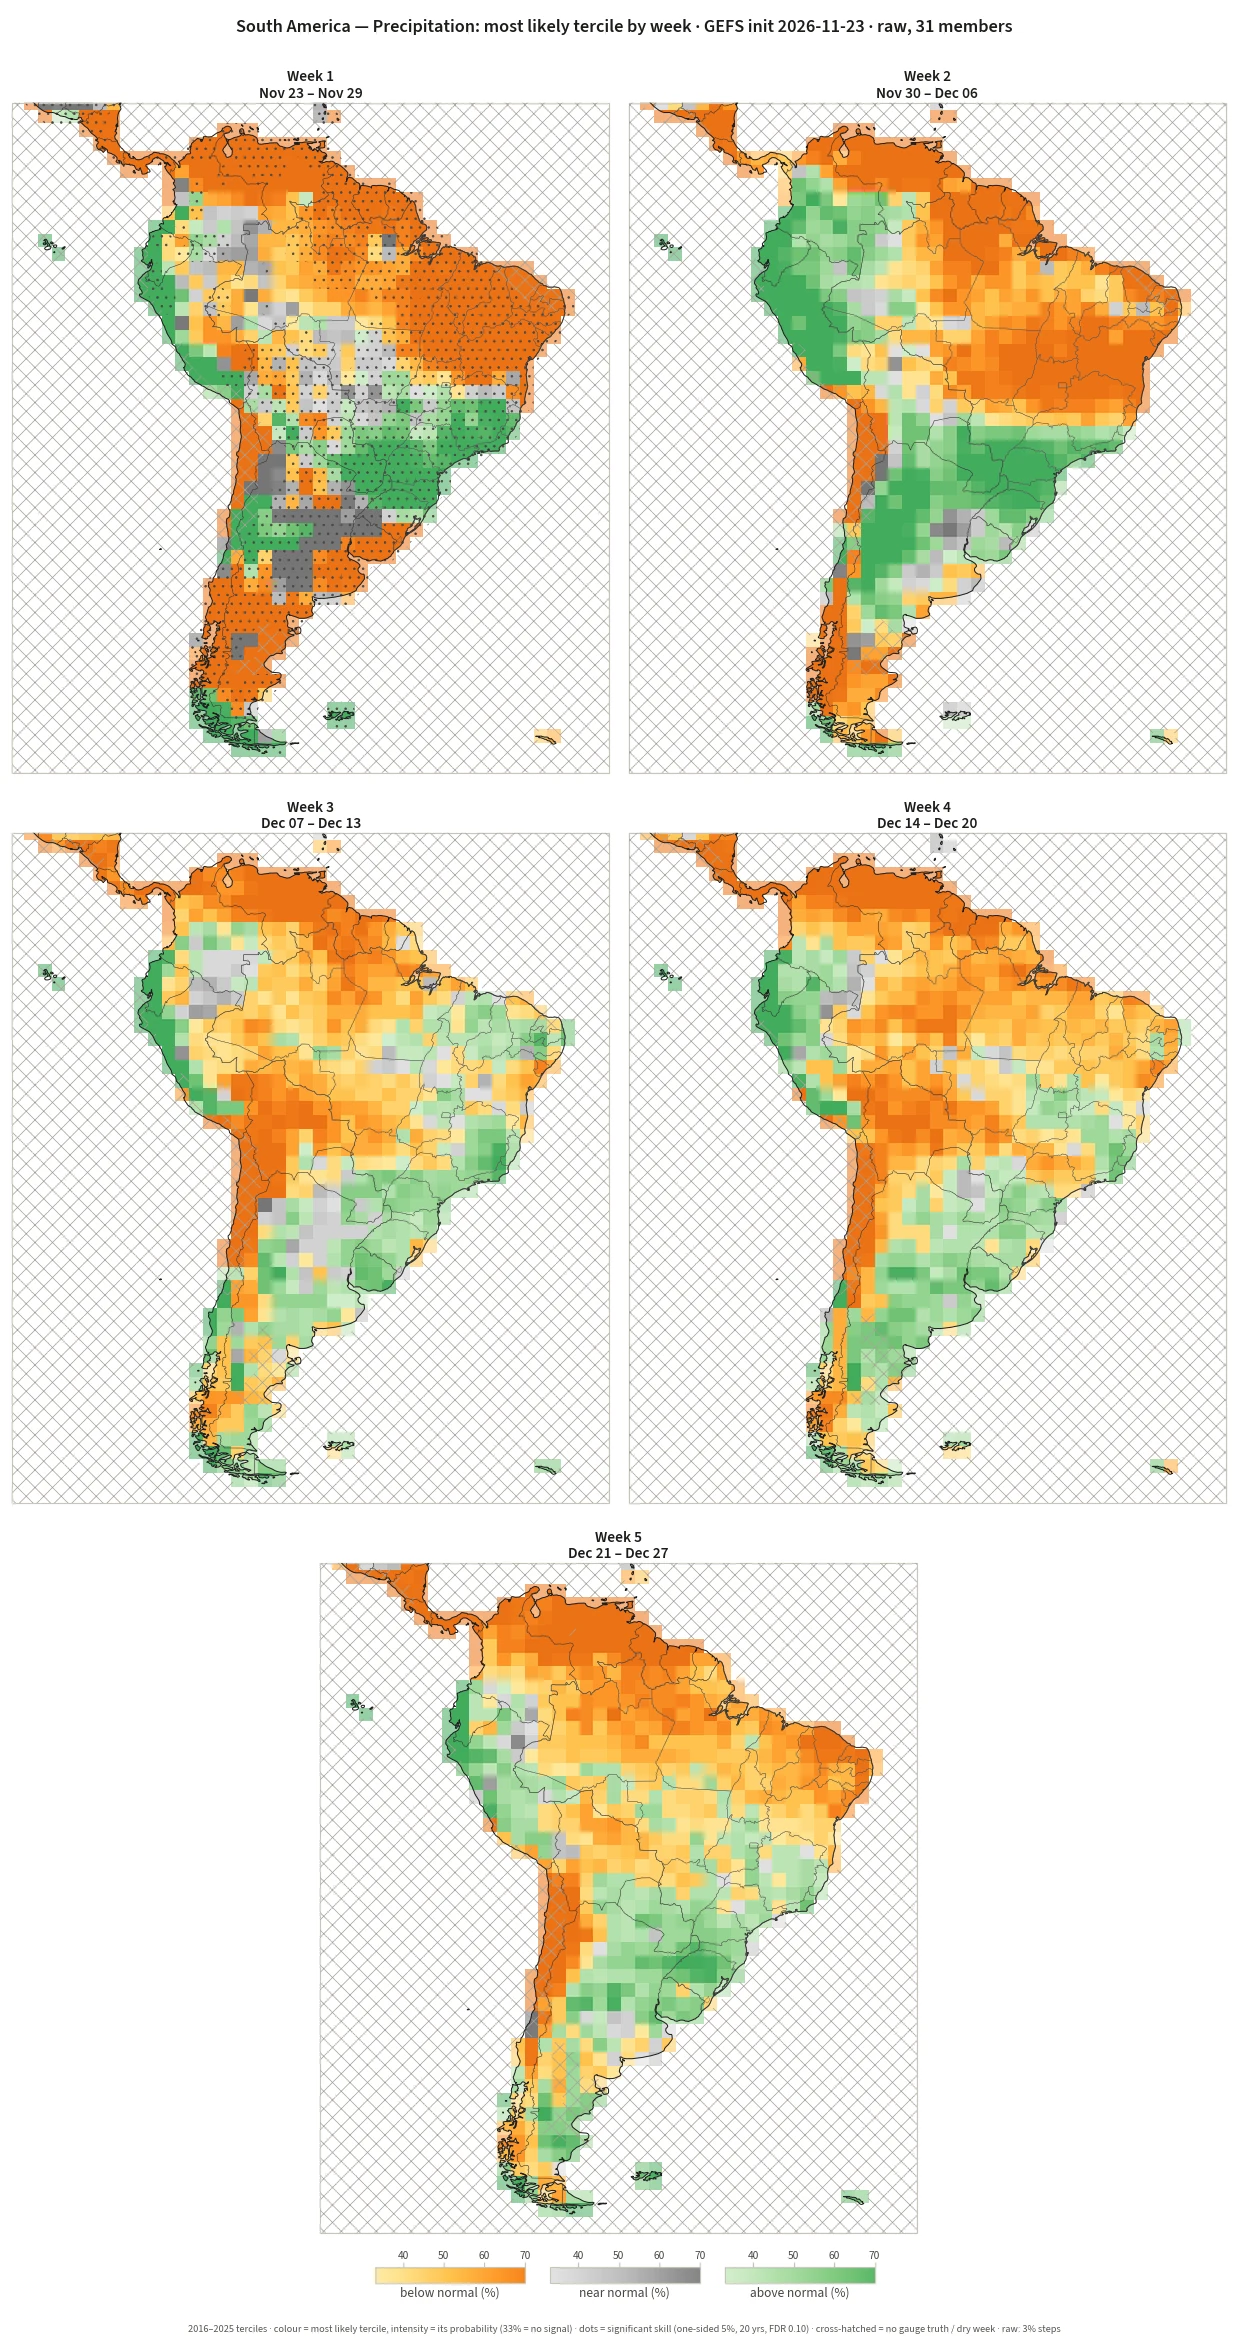 South America — Precipitation: most likely tercile by week · GEFS init 2026-11-23 · raw, 31 members
Week 1
Nov 23 – Nov 29
Week 2
Nov 30 – Dec 06
Week 3
Dec 07 – Dec 13
Week 4
Dec 14 – Dec 20
Week 5
Dec 21 – Dec 27
40 50 60 70
below normal (%)
40 50 60 70
near normal (%)
40 50 60 70
above normal (%)
2016–2025 terciles · colour = most likely tercile, intensity = its probability (33% = no signal) · dots = significant skill (one-sided 5%, 20 yrs, FDR 0.10) · cross-hatched = no gauge truth / dry week · raw: 3% steps